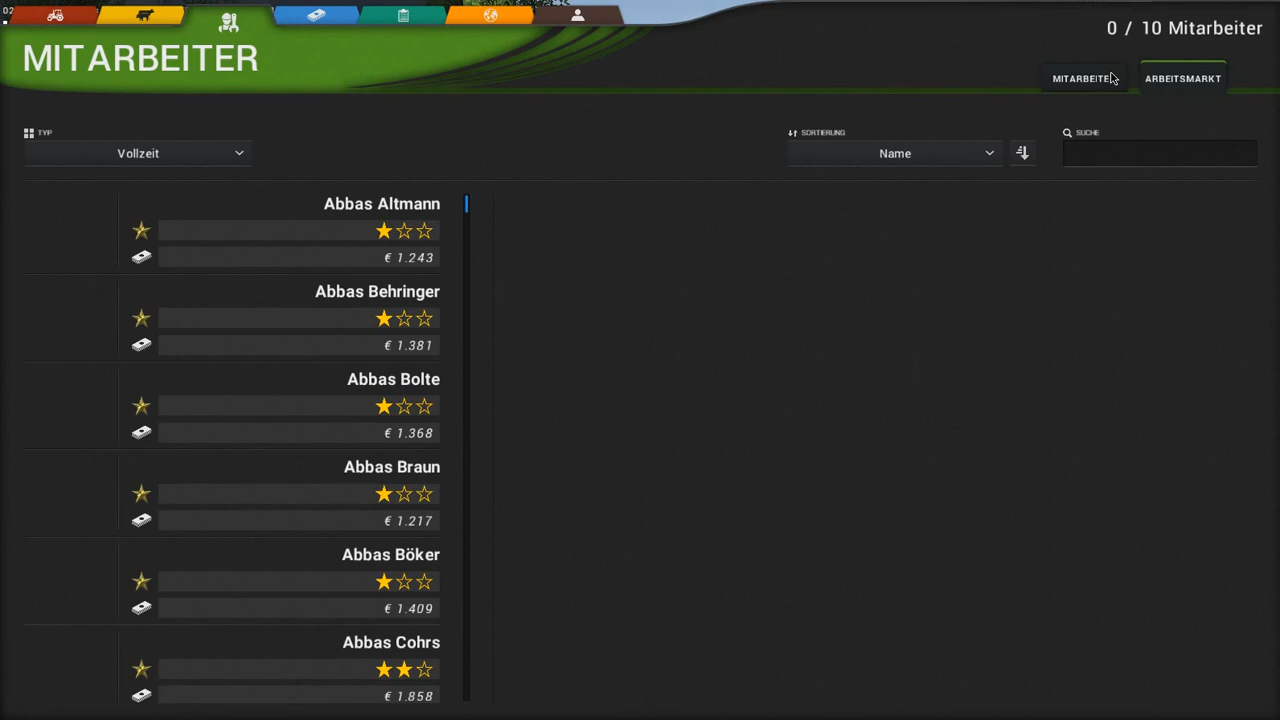 02
MITARBEITER
0 / 10 Mitarbeiter
MITARBEITER
ARBEITSMARKT
TYP
Vollzeit
SORTIERUNG
Name
SUCHE
Abbas Altmann
€ 1.243
Abbas Behringer
€ 1.381
Abbas Bolte
€ 1.368
Abbas Braun
€ 1.217
Abbas Böker
€ 1.409
Abbas Cohrs
€ 1.858